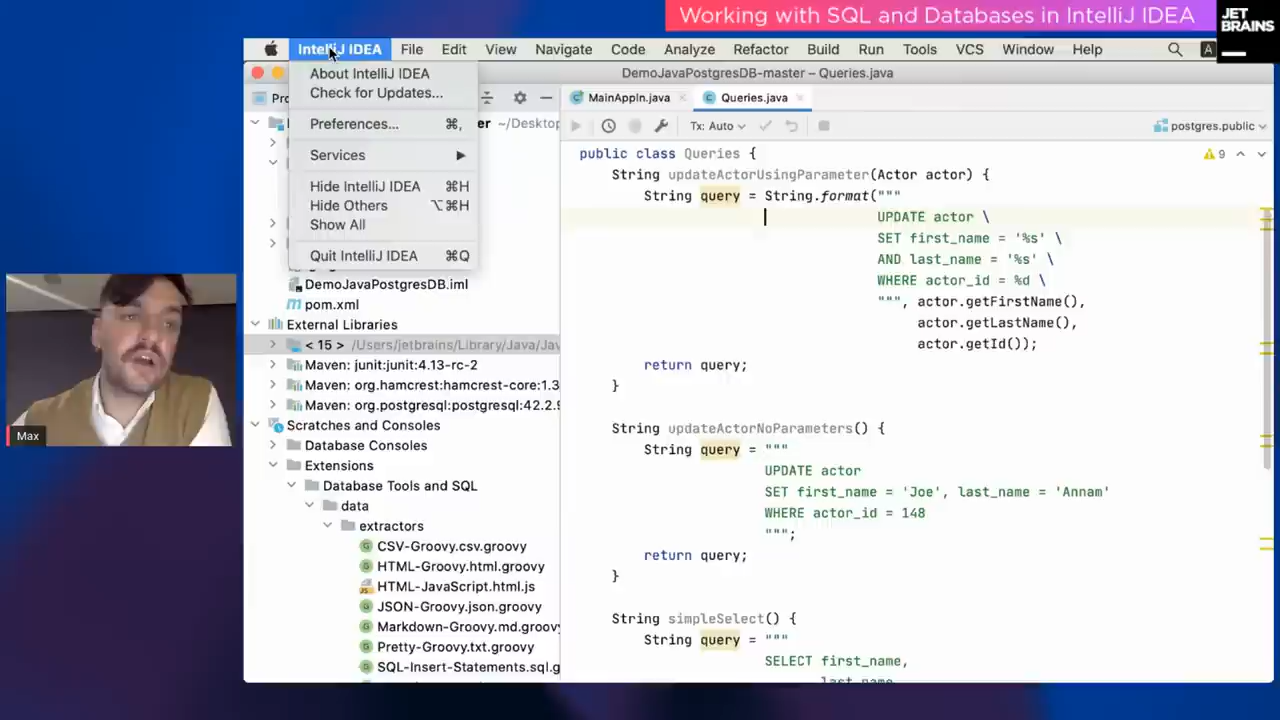 Working with SQL and Databases in IntelliJ IDEA
JET
BRAINS
IntelliJ IDEA File Edit View Navigate Code Analyze Refactor Build Run Tools VCS Window Help A
DemoJavaPostgresDB-master – Queries.java
About IntelliJ IDEA
Check for Updates...
Preferences... ⌘,
Services
Hide IntelliJ IDEA ⌘H
Hide Others ⌥⌘H
Show All
Quit IntelliJ IDEA ⌘Q
DemoJavaPostgresDB.iml
pom.xml
External Libraries
< 15 > /Users/jetbrains/Library/Java/Jav
Maven: junit:junit:4.13-rc-2
Maven: org.hamcrest:hamcrest-core:1.3
Maven: org.postgresql:postgresql:42.2.9
Scratches and Consoles
Database Consoles
Extensions
Database Tools and SQL
data
extractors
CSV-Groovy.csv.groovy
HTML-Groovy.html.groovy
HTML-JavaScript.html.js
JSON-Groovy.json.groovy
Markdown-Groovy.md.groovy
Pretty-Groovy.txt.groovy
SQL-Insert-Statements.sql.g
MainAppIn.java Queries.java
Tx: Auto postgres.public
public class Queries { 9
String updateActorUsingParameter(Actor actor) {
String query = String.format("""
UPDATE actor \
SET first_name = '%s' \
AND last_name = '%s' \
WHERE actor_id = %d \
""", actor.getFirstName(),
actor.getLastName(),
actor.getId());
return query;
}
String updateActorNoParameters() {
String query = """
UPDATE actor
SET first_name = 'Joe', last_name = 'Annam'
WHERE actor_id = 148
""";
return query;
}
String simpleSelect() {
String query = """
SELECT first_name,
last_name
Max